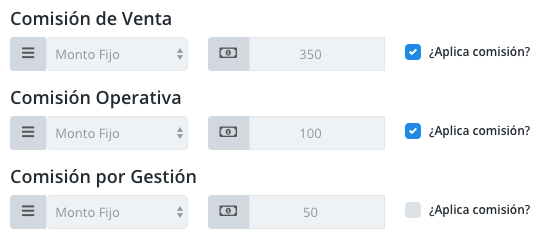 Comisión de Venta
Monto Fijo 350 ¿Aplica comisión?
Comisión Operativa
Monto Fijo 100 ¿Aplica comisión?
Comisión por Gestión
Monto Fijo 50 ¿Aplica comisión?